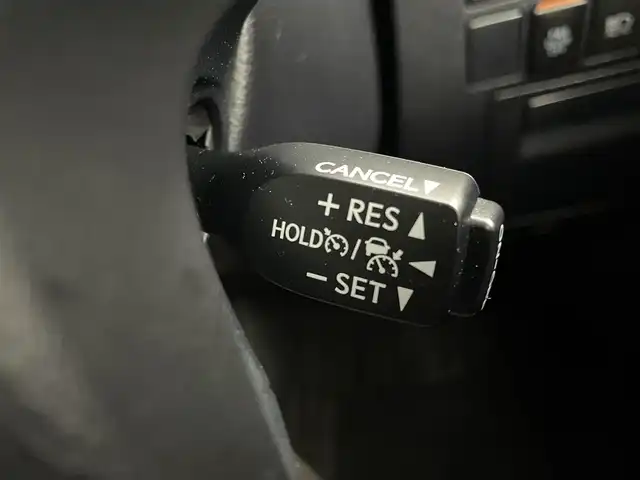 CANCEL▼
+ RES ▲
HOLD / ◀
− SET ▼